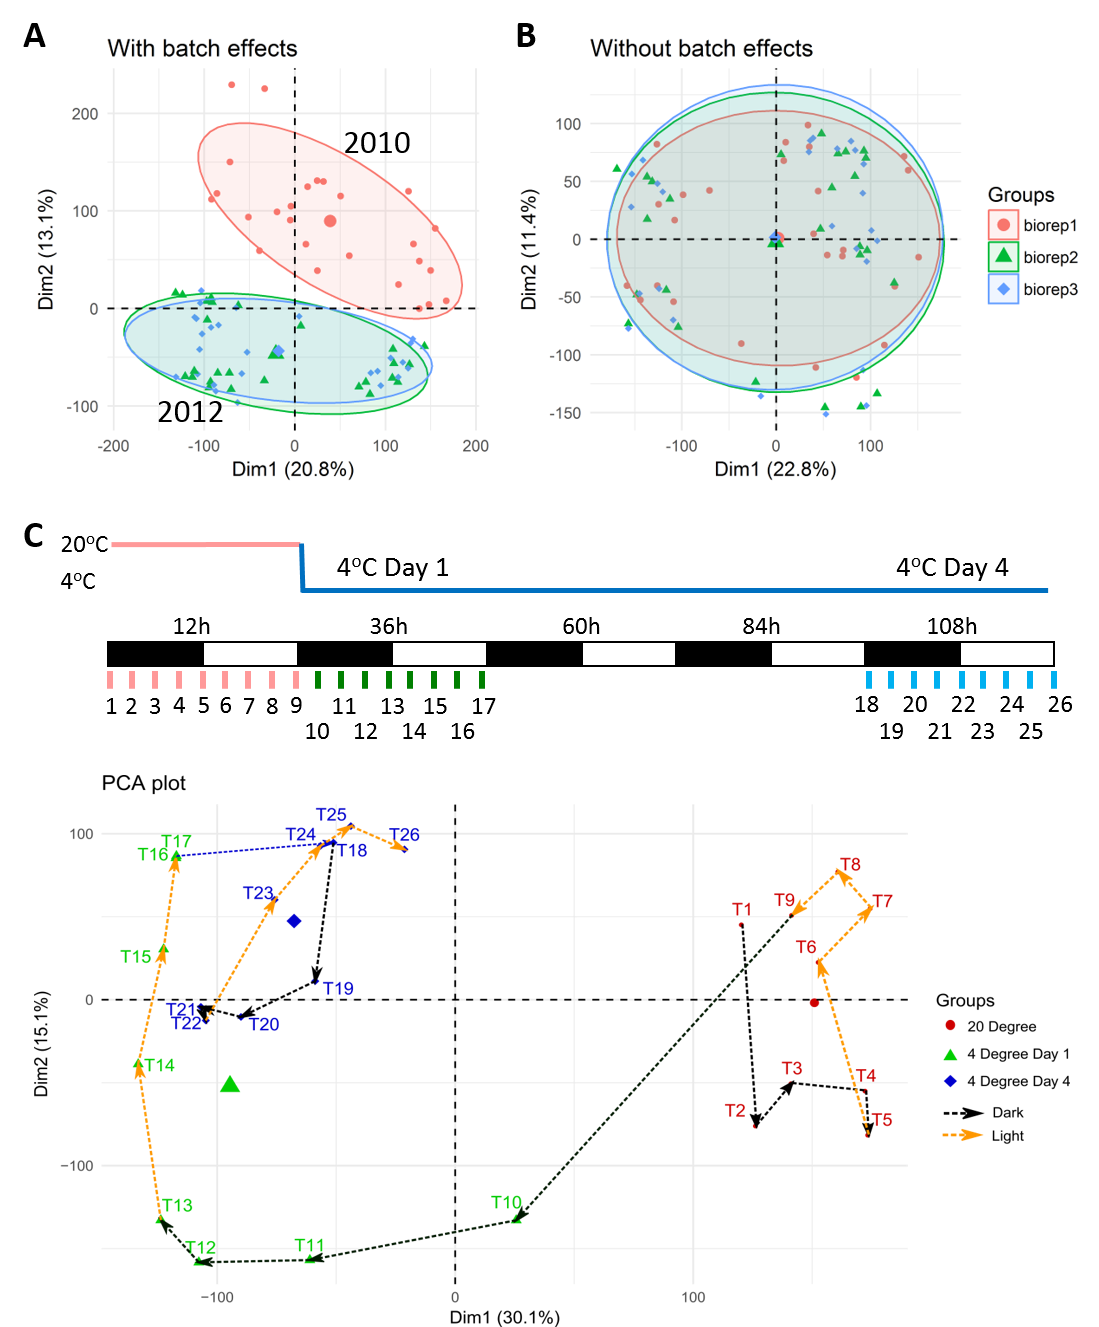 A
With batch effects
2010
2012
200
100
0
-100
-200
-100
0
100
200
Dim1 (20.8%)
Dim2 (13.1%)
B
Without batch effects
100
50
0
-50
-100
-150
-100
0
100
Dim1 (22.8%)
Dim2 (11.4%)
Groups
biorep1
biorep2
biorep3
C
20°C
4°C
4°C Day 1
4°C Day 4
12h 36h 60h 84h 108h
1 2 3 4 5 6 7 8 9 11 13 15 17 18 20 22 24 26
10 12 14 16 19 21 23 25
PCA plot
T25
T24
T26
T17
T16
T18
T23
T15
T19
T21
T22
T20
T14
T13
T12
T11
T10
T1
T9
T8
T7
T6
T3
T4
T2
T5
100
0
−100
−100
0
100
Dim1 (30.1%)
Dim2 (15.1%)
Groups
20 Degree
4 Degree Day 1
4 Degree Day 4
Dark
Light